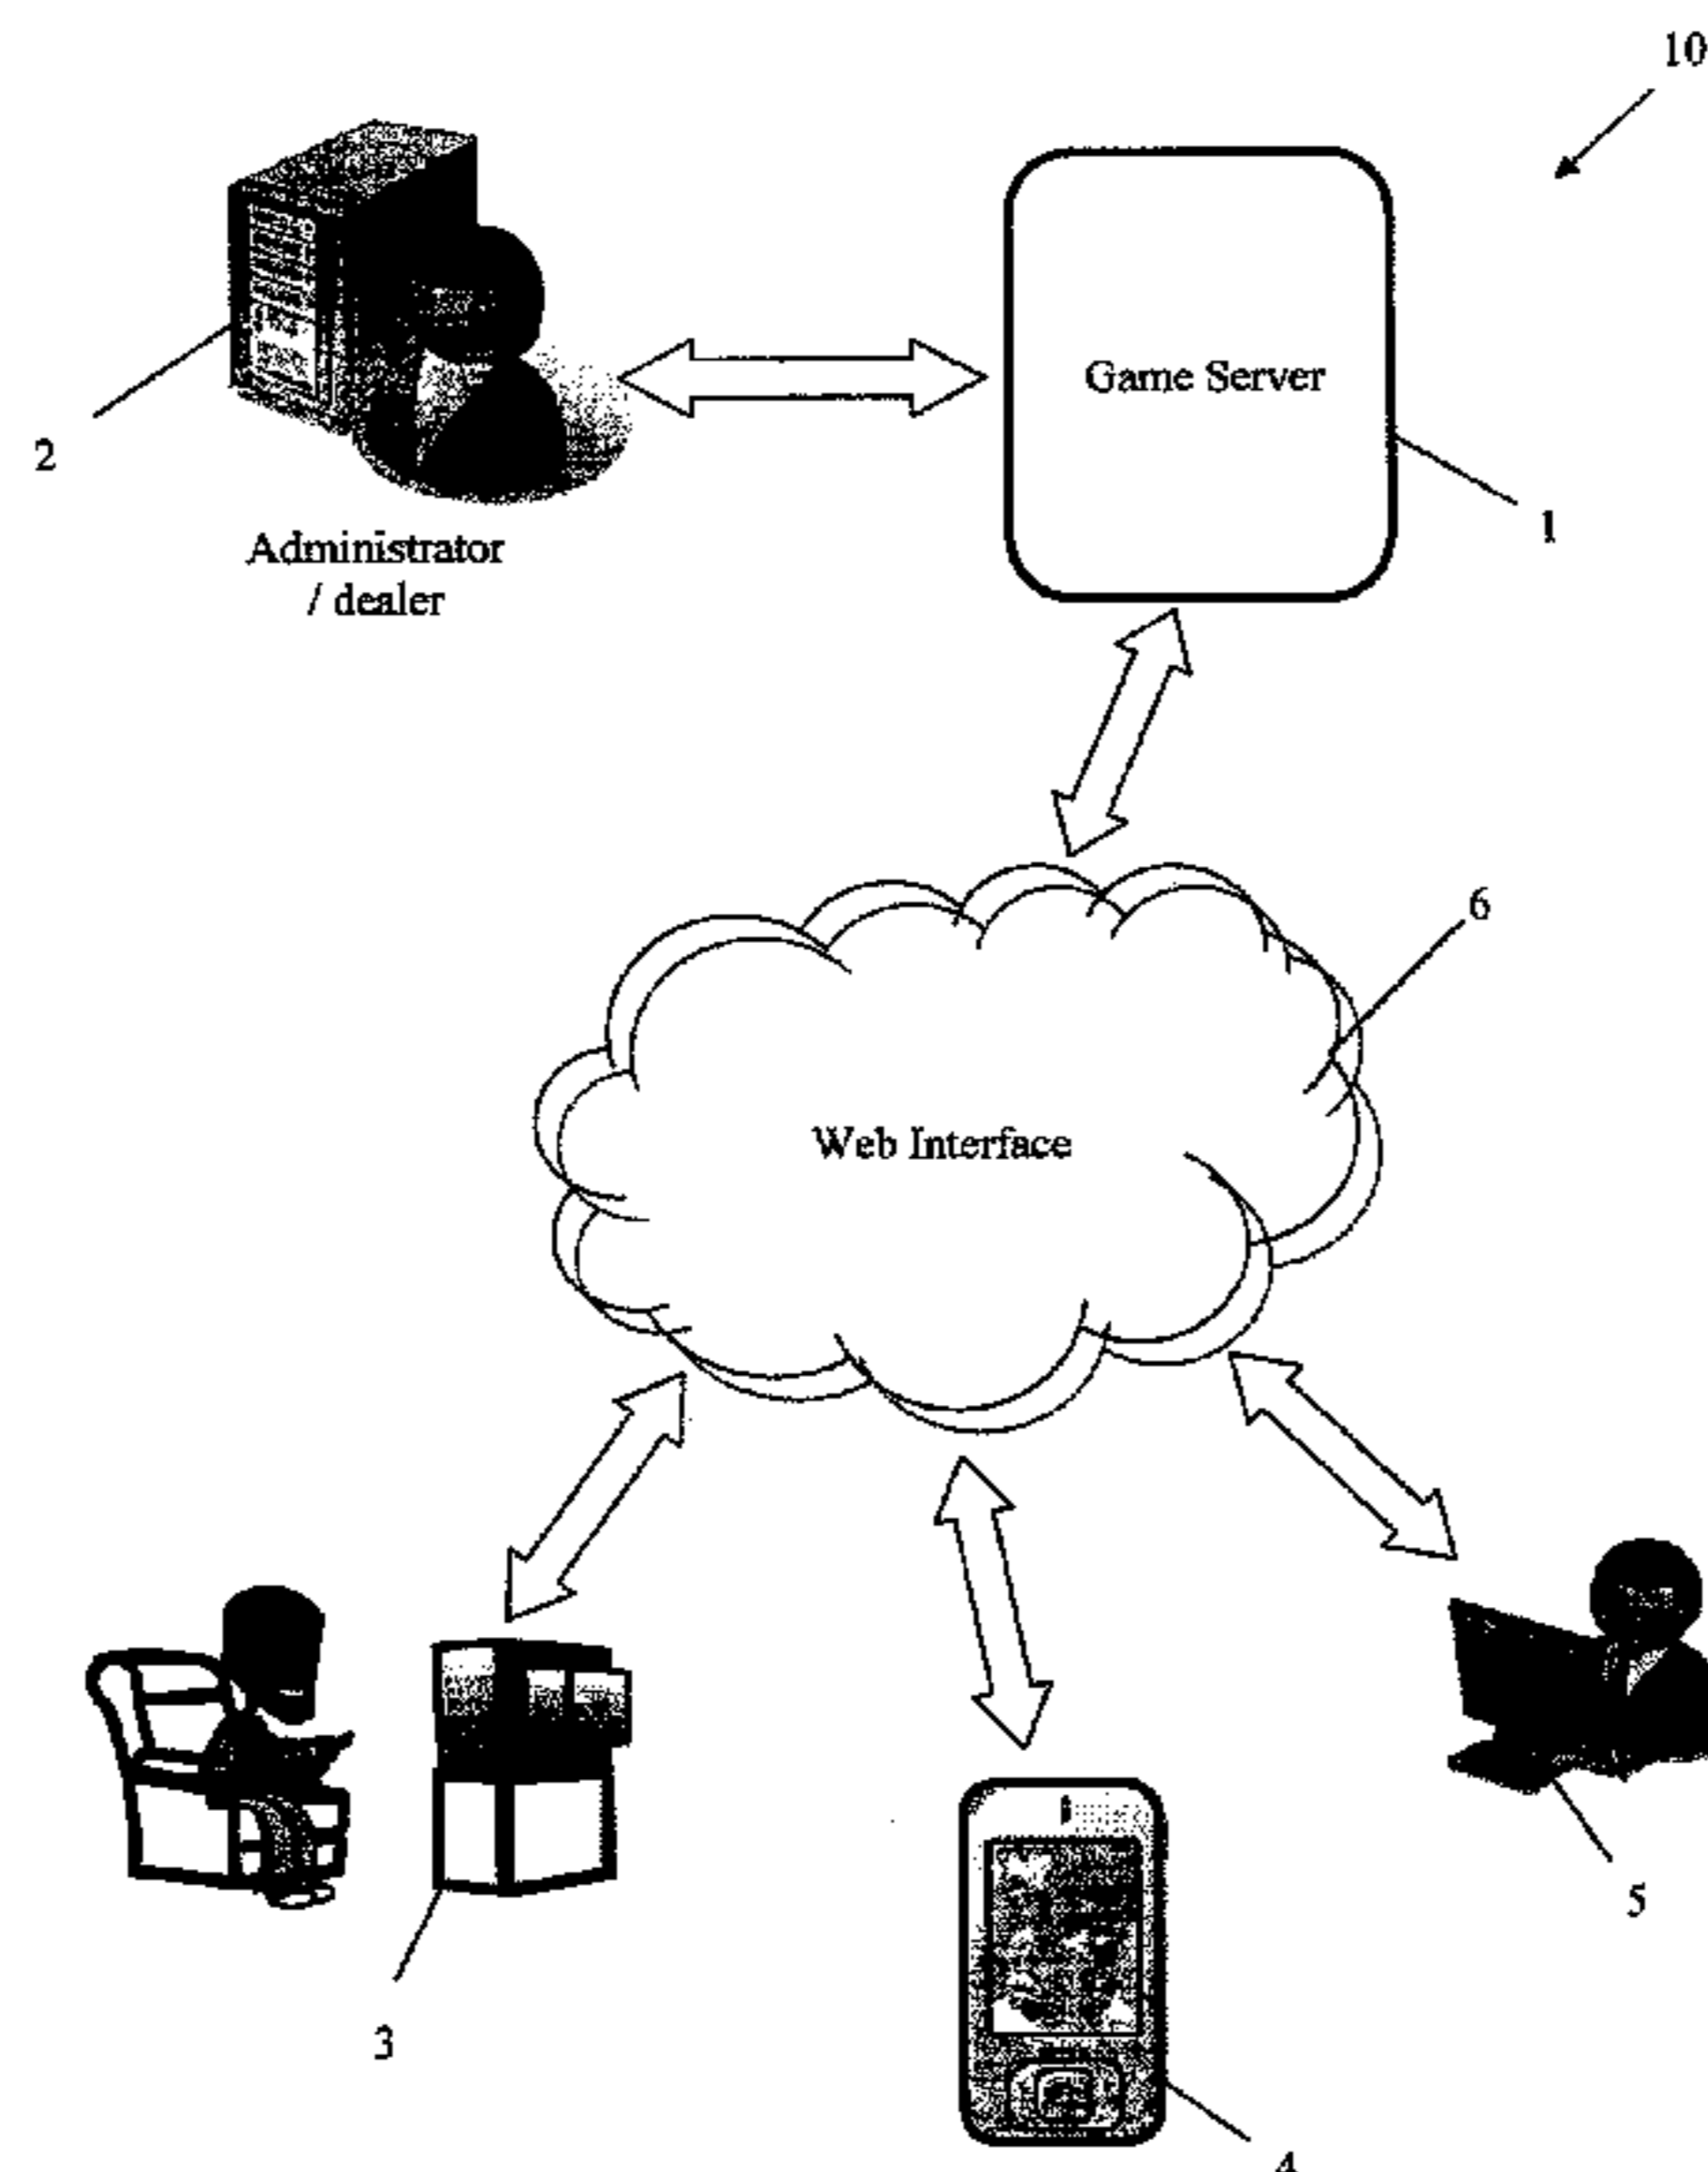 10
Game Server
2
1
Administrator
/ dealer
6
Web Interface
5
3
4